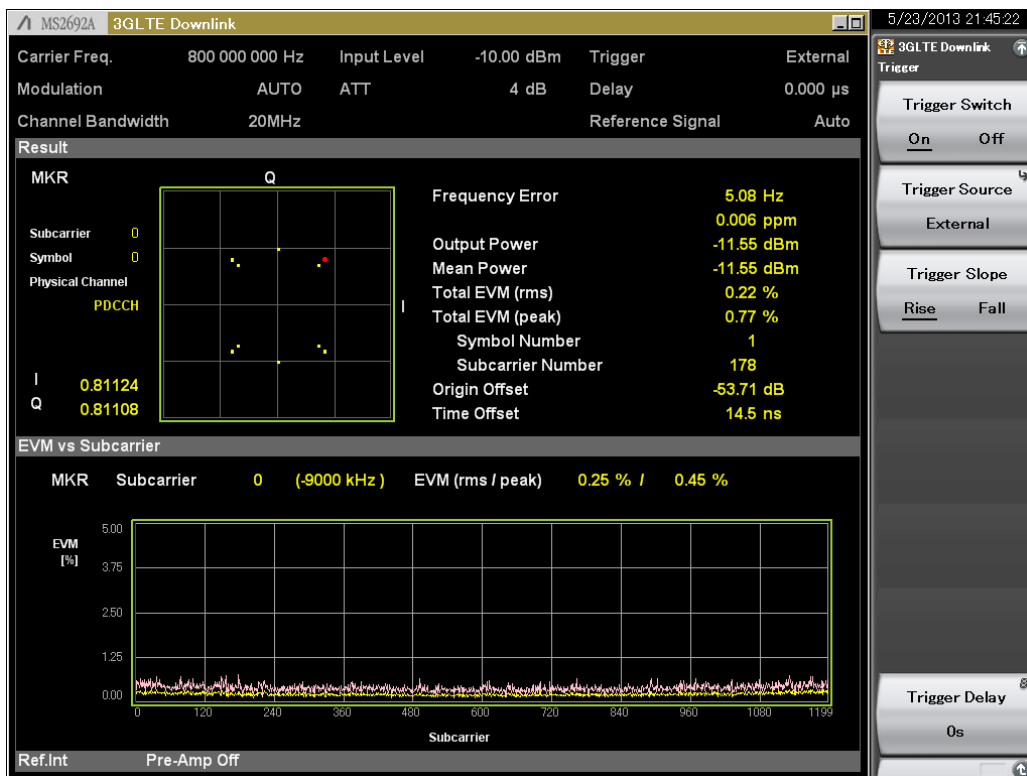 MS2692A 3GLTE Downlink
5/23/2013 21:45:22
Carrier Freq. 800 000 000 Hz Input Level -10.00 dBm Trigger External
Modulation AUTO ATT 4 dB Delay 0.000 µs
Channel Bandwidth 20MHz Reference Signal Auto
Result
MKR
Q
I
Subcarrier 0
Symbol 0
Physical Channel
PDCCH
I 0.81124
Q 0.81108
Frequency Error 5.08 Hz
0.006 ppm
Output Power -11.55 dBm
Mean Power -11.55 dBm
Total EVM (rms) 0.22 %
Total EVM (peak) 0.77 %
Symbol Number 1
Subcarrier Number 178
Origin Offset -53.71 dB
Time Offset 14.5 ns
EVM vs Subcarrier
MKR Subcarrier 0 (-9000 kHz ) EVM (rms / peak) 0.25 % / 0.45 %
EVM
[%]
5.00
3.75
2.50
1.25
0.00
0 120 240 360 480 600 720 840 960 1080 1199
Subcarrier
Ref.Int Pre-Amp Off
3GLTE Downlink
Trigger
Trigger Switch
On Off
Trigger Source
External
Trigger Slope
Rise Fall
Trigger Delay
0s